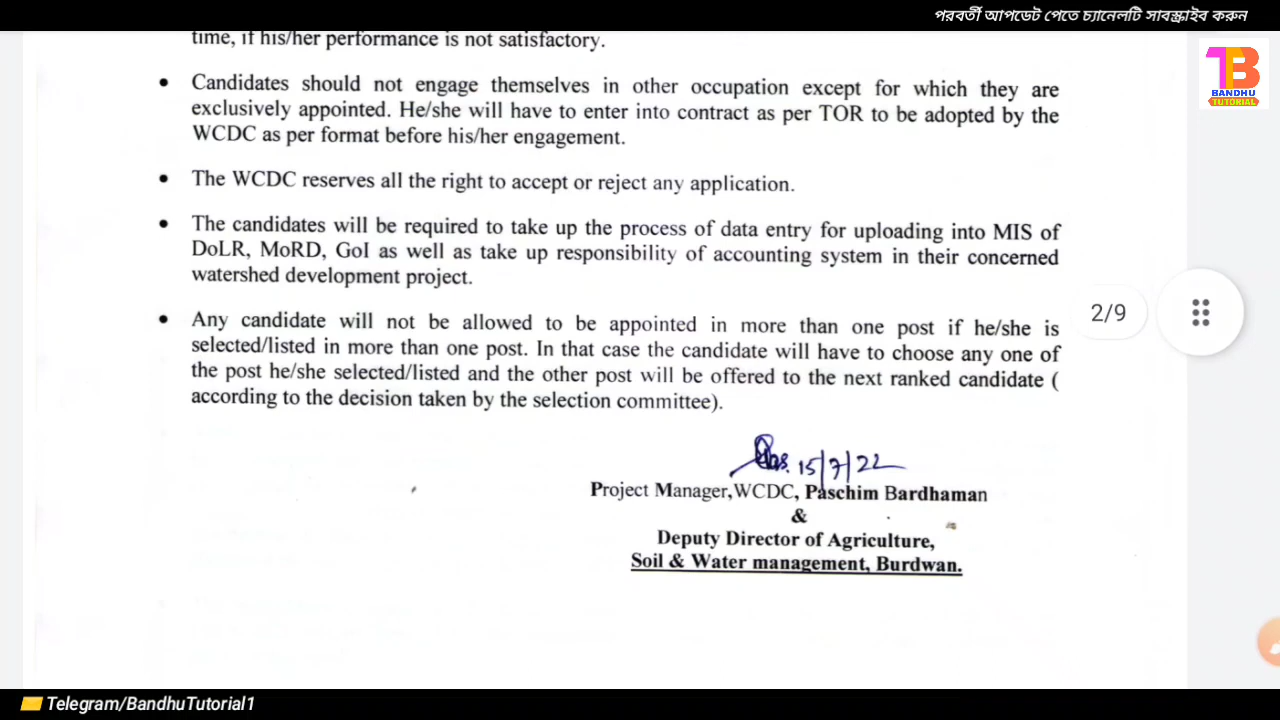 পরবর্তী আপডেট পেতে চ্যানেলটি সাবস্ক্রাইব করুন
time, if his/her performance is not satisfactory.
TB
BANDHU
TUTORIAL
• Candidates should not engage themselves in other occupation except for which they are
exclusively appointed. He/she will have to enter into contract as per TOR to be adopted by the
WCDC as per format before his/her engagement.
• The WCDC reserves all the right to accept or reject any application.
• The candidates will be required to take up the process of data entry for uploading into MIS of
DoLR, MoRD, GoI as well as take up responsibility of accounting system in their concerned
watershed development project.
2/9
• Any candidate will not be allowed to be appointed in more than one post if he/she is
selected/listed in more than one post. In that case the candidate will have to choose any one of
the post he/she selected/listed and the other post will be offered to the next ranked candidate (
according to the decision taken by the selection committee).
15/7/22
Project Manager,WCDC, Paschim Bardhaman
&
Deputy Director of Agriculture,
Soil & Water management, Burdwan.
Telegram/BandhuTutorial1